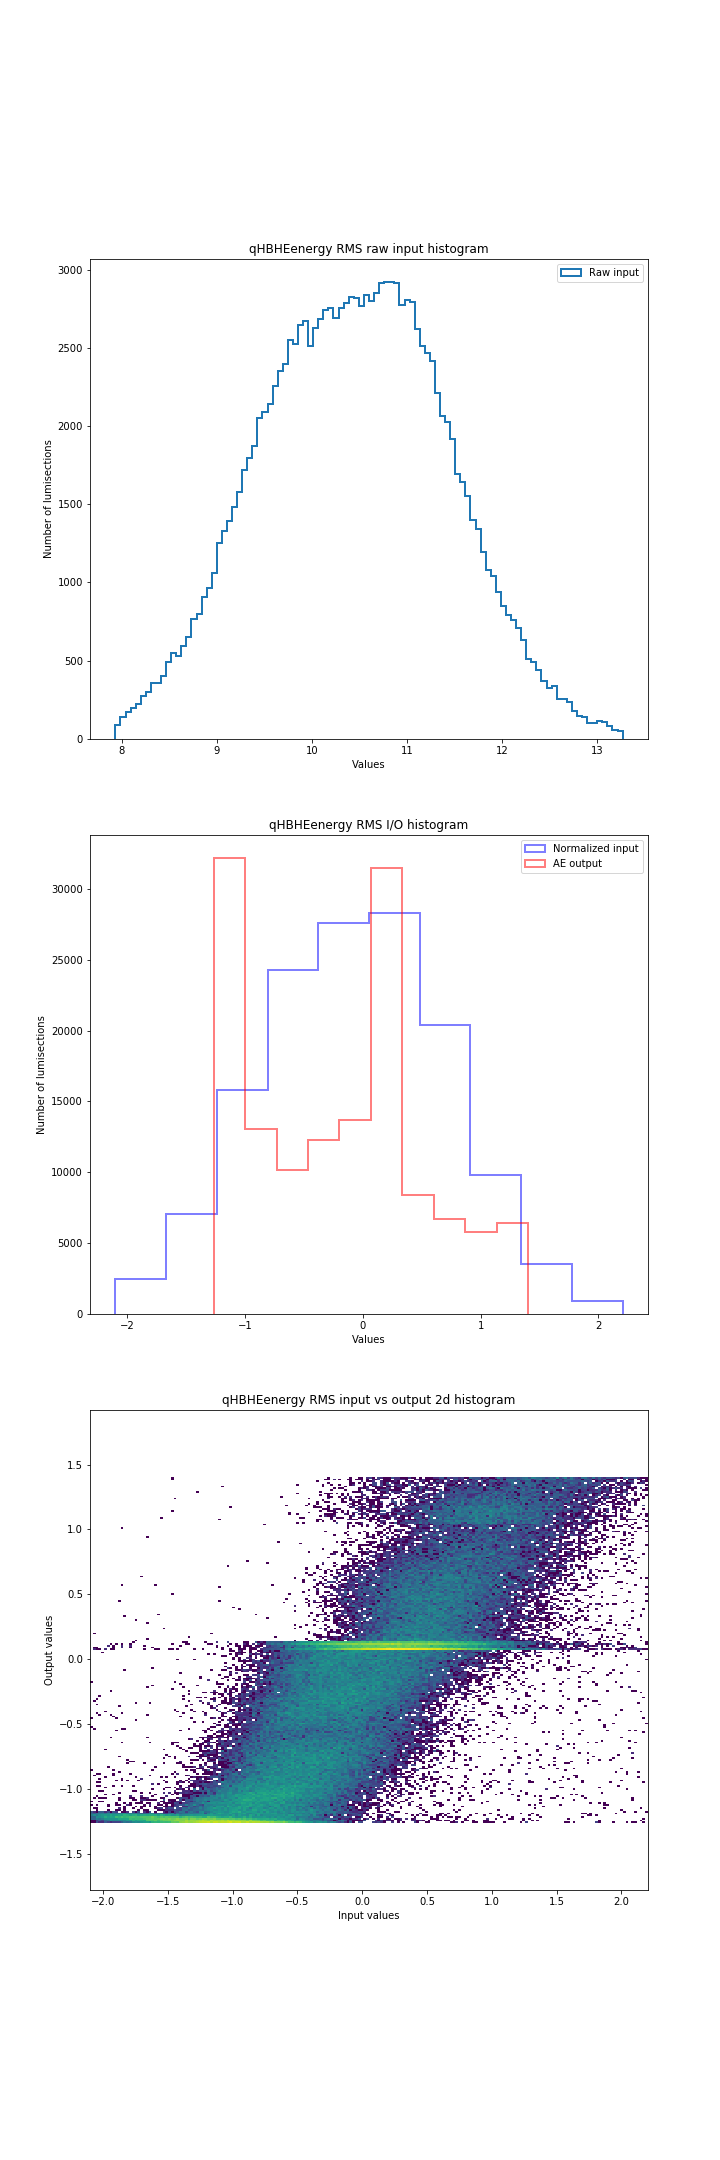 qHBHEenergy RMS raw input histogram
Raw input
3000
2500
2000
1500
1000
500
0
Number of lumisections
8 9 10 11 12 13
Values
qHBHEenergy RMS I/O histogram
Normalized input
AE output
30000
25000
20000
15000
10000
5000
0
Number of lumisections
−2 −1 0 1 2
Values
qHBHEenergy RMS input vs output 2d histogram
1.5
1.0
0.5
0.0
−0.5
−1.0
−1.5
Output values
−2.0 −1.5 −1.0 −0.5 0.0 0.5 1.0 1.5 2.0
Input values